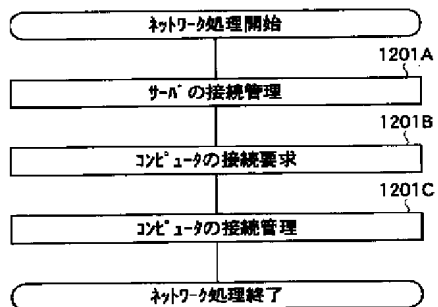 ﾈｯﾄﾜｰｸ処理開始
1201A
ｻｰﾊﾞの接続管理
1201B
ｺﾝﾋﾟｭｰﾀの接続要求
1201C
ｺﾝﾋﾟｭｰﾀの接続管理
ﾈｯﾄﾜｰｸ処理終了